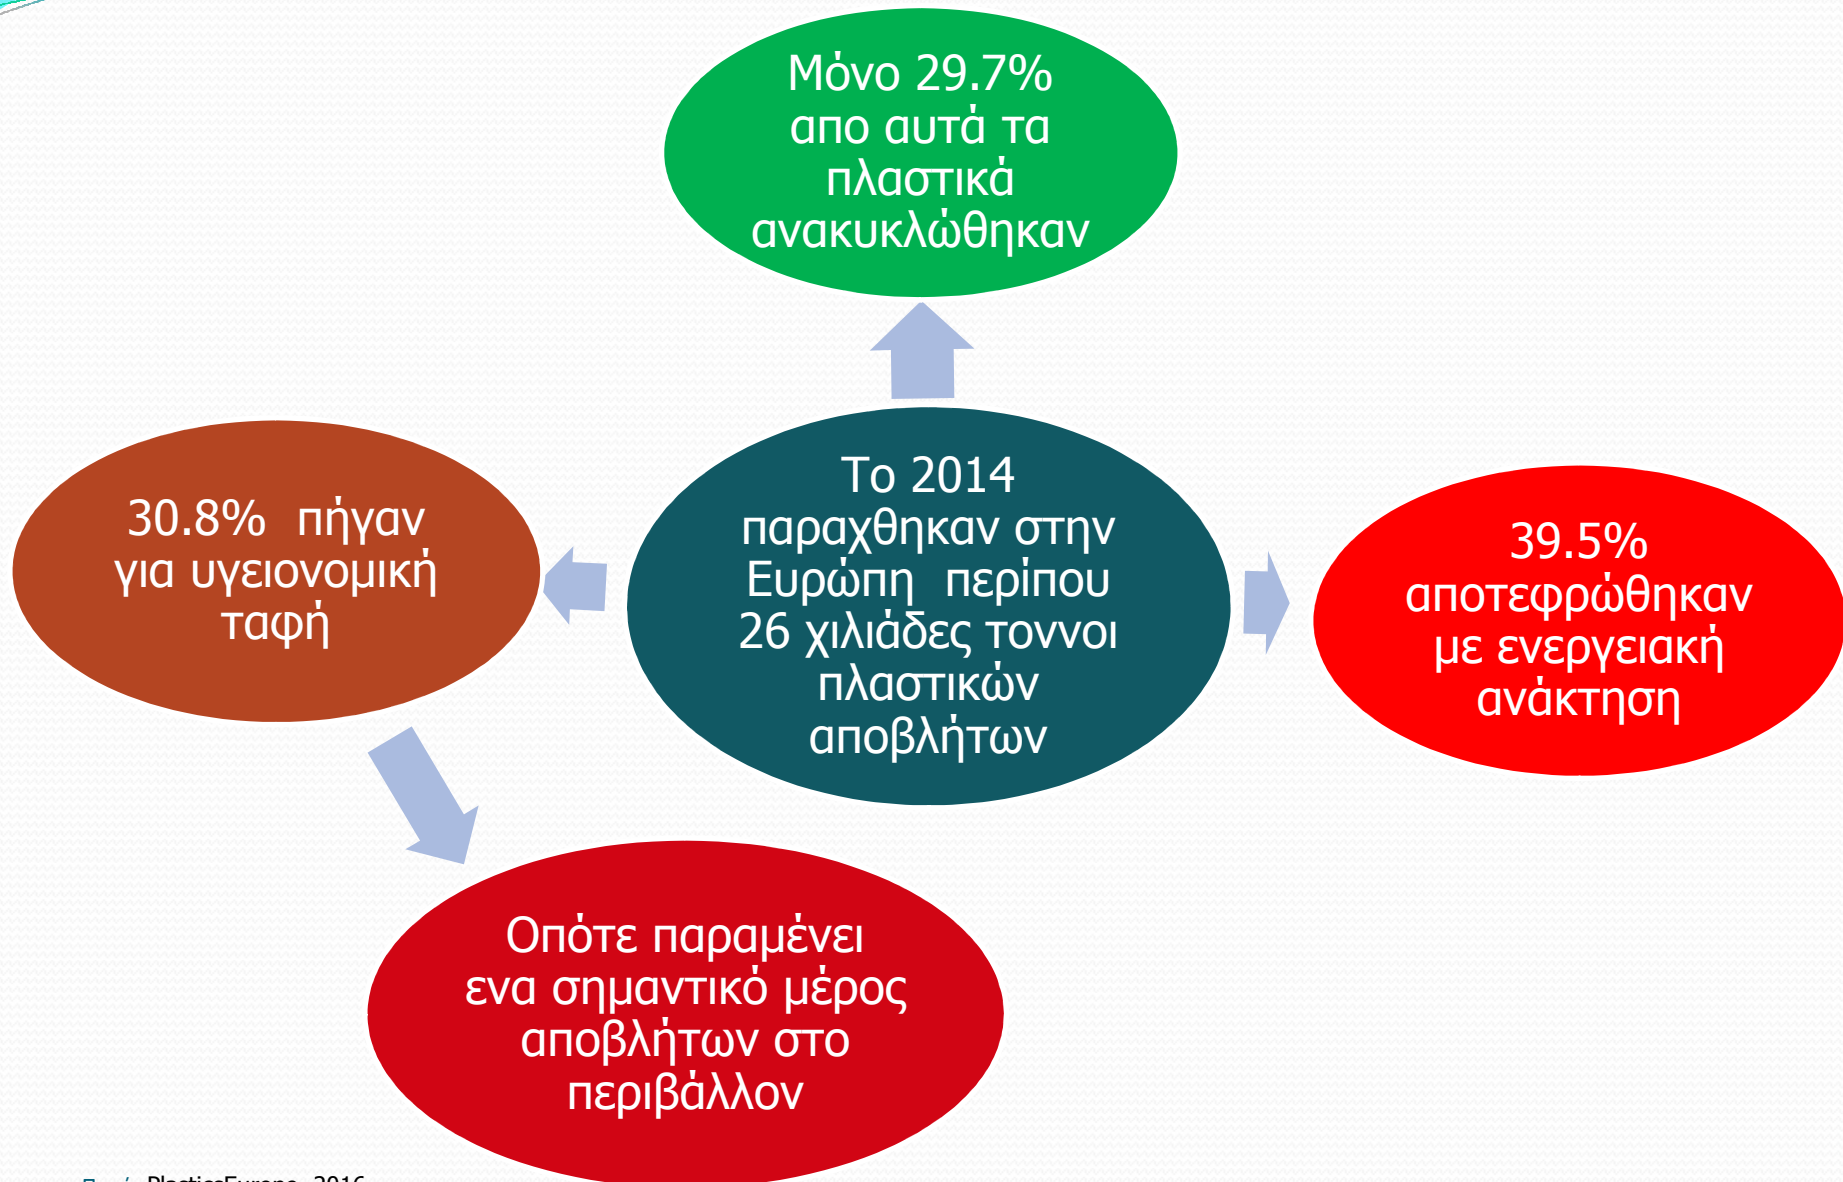 Μόνο 29.7%
απο αυτά τα
πλαστικά
ανακυκλώθηκαν
30.8% πήγαν
για υγειονομική
ταφή
Το 2014
παραχθηκαν στην
Ευρώπη περίπου
26 χιλιάδες τοννοι
πλαστικών
αποβλήτων
39.5%
αποτεφρώθηκαν
με ενεργειακή
ανάκτηση
Οπότε παραμένει
ενα σημαντικό μέρος
αποβλήτων στο
περιβάλλον
PlasticsEurope, 2016